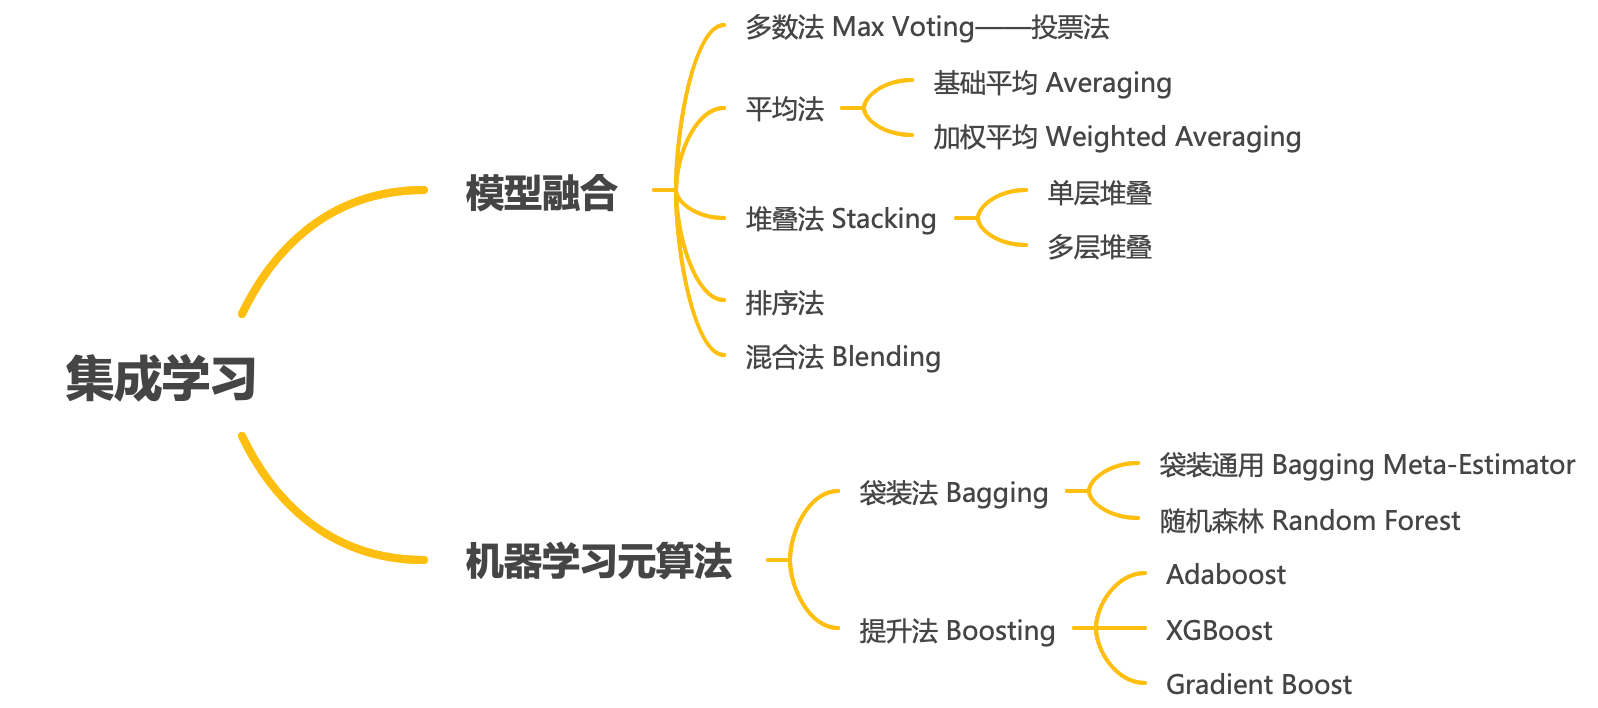 集成学习
模型融合
多数法 Max Voting——投票法
平均法
基础平均 Averaging
加权平均 Weighted Averaging
堆叠法 Stacking
单层堆叠
多层堆叠
排序法
混合法 Blending
机器学习元算法
袋装法 Bagging
袋装通用 Bagging Meta-Estimator
随机森林 Random Forest
提升法 Boosting
Adaboost
XGBoost
Gradient Boost